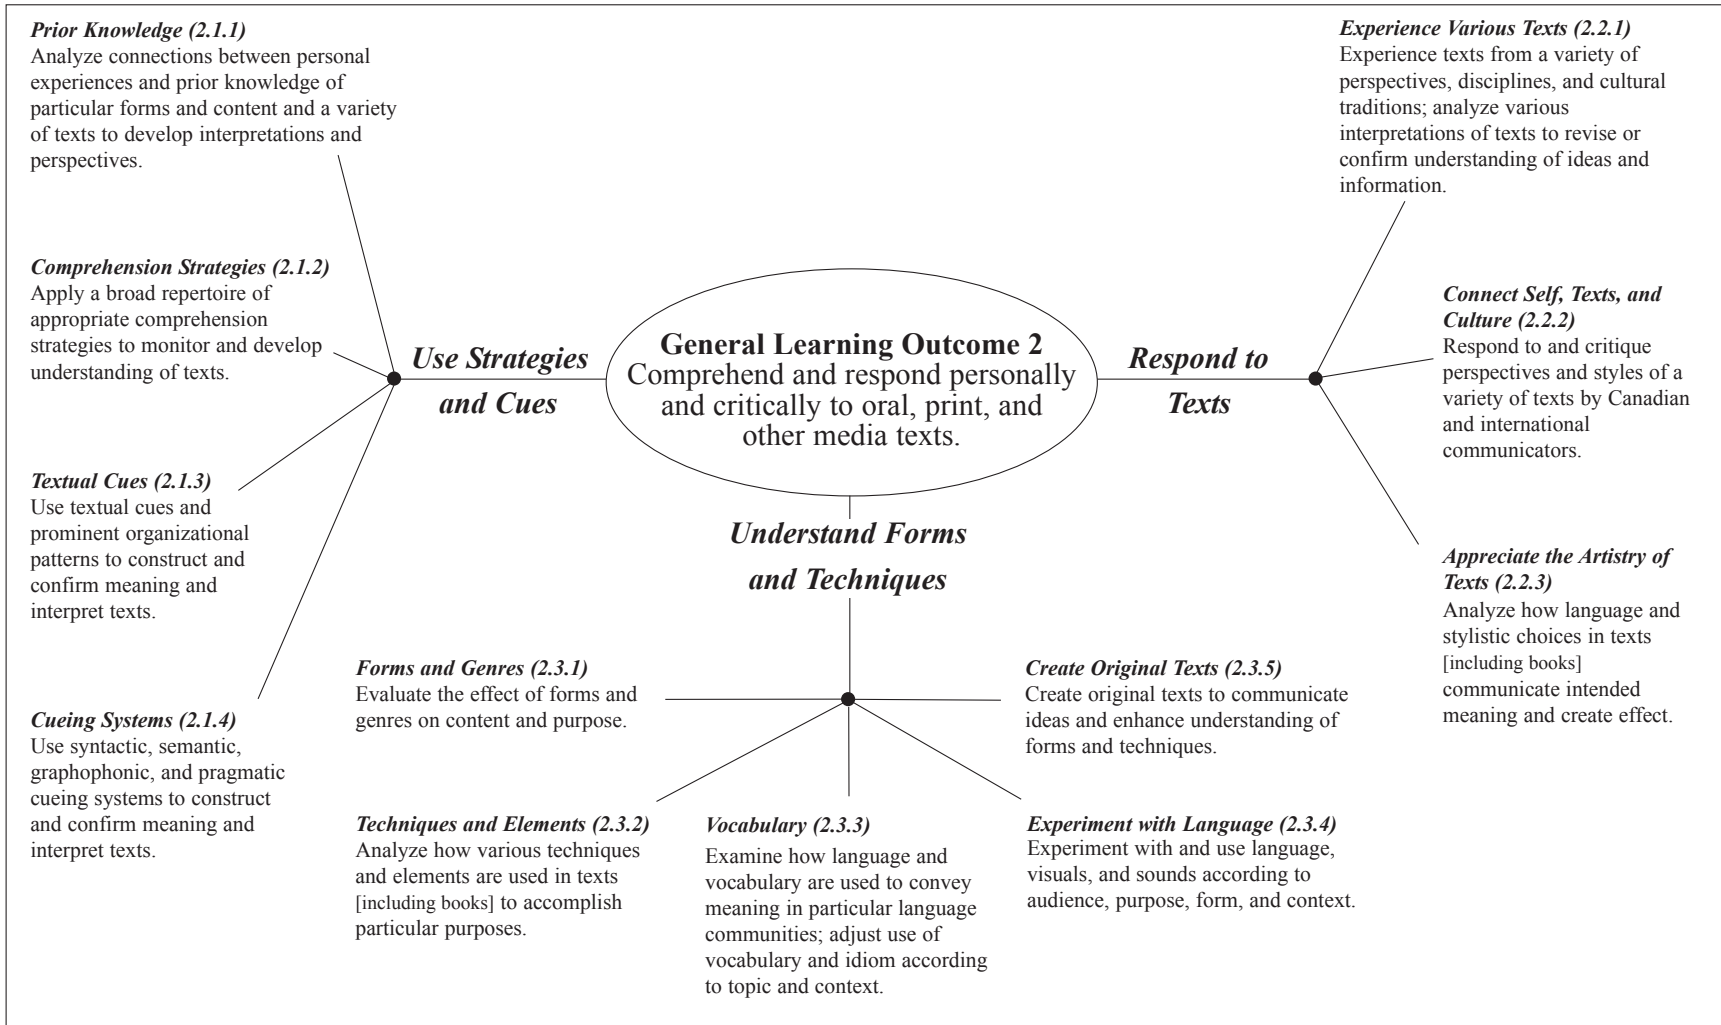 Prior Knowledge (2.1.1)
Analyze connections between personal
experiences and prior knowledge of
particular forms and content and a variety
of texts to develop interpretations and
perspectives.
Comprehension Strategies (2.1.2)
Apply a broad repertoire of
appropriate comprehension
strategies to monitor and develop
understanding of texts.
Textual Cues (2.1.3)
Use textual cues and
prominent organizational
patterns to construct and
confirm meaning and
interpret texts.
Cueing Systems (2.1.4)
Use syntactic, semantic,
graphophonic, and pragmatic
cueing systems to construct
and confirm meaning and
interpret texts.
Use Strategies
and Cues
General Learning Outcome 2
Comprehend and respond personally
and critically to oral, print, and
other media texts.
Respond to
Texts
Experience Various Texts (2.2.1)
Experience texts from a variety of
perspectives, disciplines, and cultural
traditions; analyze various
interpretations of texts to revise or
confirm understanding of ideas and
information.
Connect Self, Texts, and
Culture (2.2.2)
Respond to and critique
perspectives and styles of a
variety of texts by Canadian
and international
communicators.
Appreciate the Artistry of
Texts (2.2.3)
Analyze how language and
stylistic choices in texts
[including books]
communicate intended
meaning and create effect.
Understand Forms
and Techniques
Forms and Genres (2.3.1)
Evaluate the effect of forms and
genres on content and purpose.
Techniques and Elements (2.3.2)
Analyze how various techniques
and elements are used in texts
[including books] to accomplish
particular purposes.
Vocabulary (2.3.3)
Examine how language and
vocabulary are used to convey
meaning in particular language
communities; adjust use of
vocabulary and idiom according
to topic and context.
Experiment with Language (2.3.4)
Experiment with and use language,
visuals, and sounds according to
audience, purpose, form, and context.
Create Original Texts (2.3.5)
Create original texts to communicate
ideas and enhance understanding of
forms and techniques.